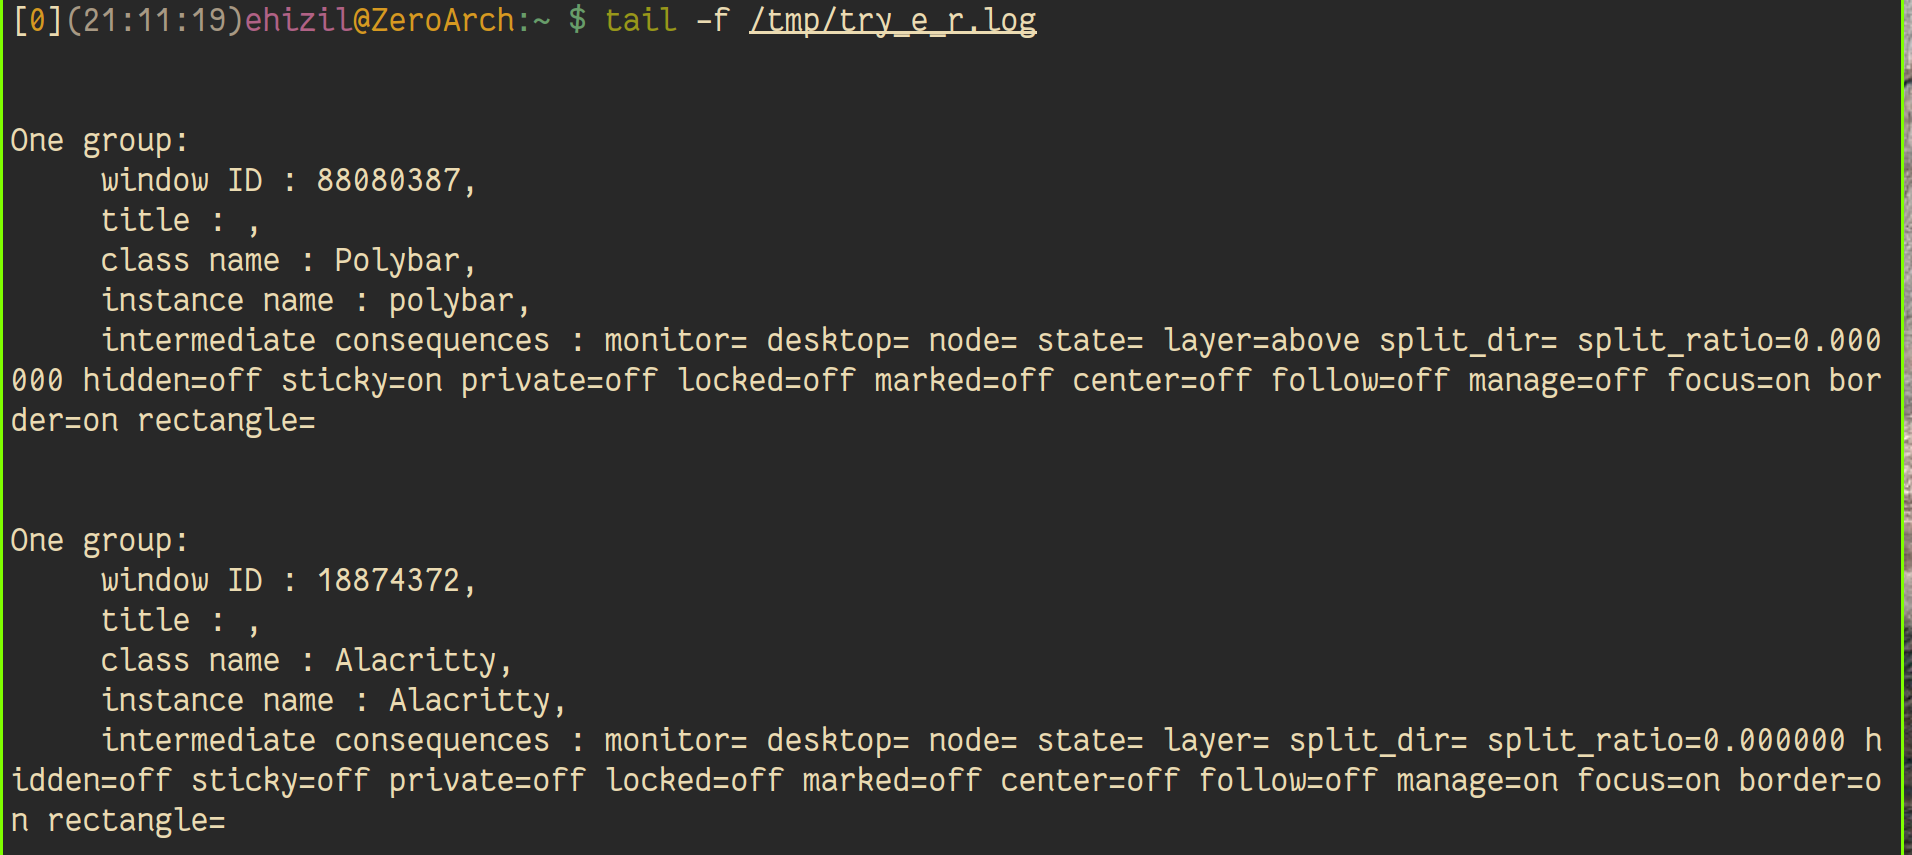 [0](21:11:19)ehizil@ZeroArch:~ $ tail -f /tmp/try_e_r.log
One group:
window ID : 88080387,
title : ,
class name : Polybar,
instance name : polybar,
intermediate consequences : monitor= desktop= node= state= layer=above split_dir= split_ratio=0.000
000 hidden=off sticky=on private=off locked=off marked=off center=off follow=off manage=off focus=on bor
der=on rectangle=
One group:
window ID : 18874372,
title : ,
class name : Alacritty,
instance name : Alacritty,
intermediate consequences : monitor= desktop= node= state= layer= split_dir= split_ratio=0.000000 h
idden=off sticky=off private=off locked=off marked=off center=off follow=off manage=on focus=on border=o
n rectangle=